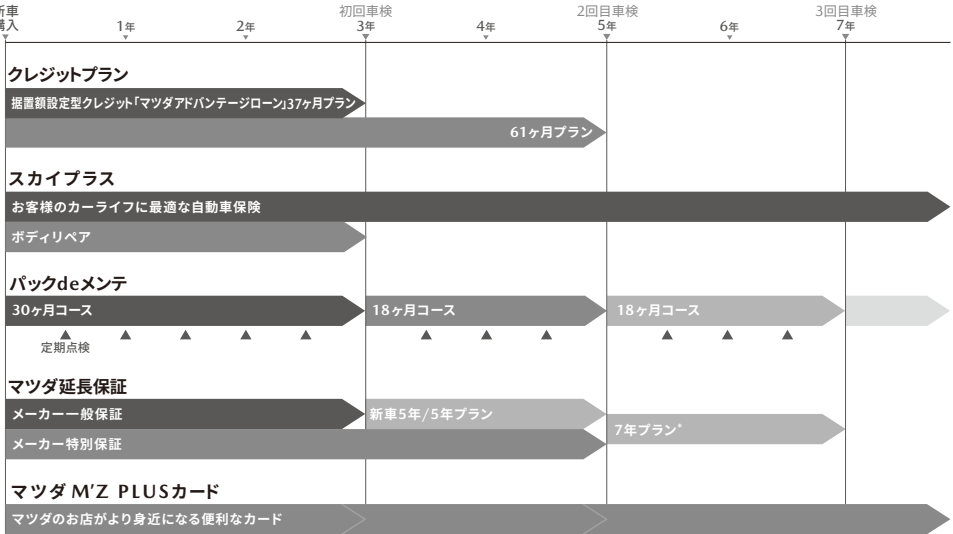 初回車検 2回目車検 3回目車検
新車
購入 1年 2年 3年 4年 5年 6年 7年
クレジットプラン
据置額設定型クレジット「マツダアドバンテージローン」37ヶ月プラン
61ヶ月プラン
スカイプラス
お客様のカーライフに最適な自動車保険
ボディリペア
パックdeメンテ
30ヶ月コース 18ヶ月コース 18ヶ月コース
定期点検
マツダ延長保証
メーカー一般保証 新車5年/5年プラン
7年プラン*
メーカー特別保証
マツダ M'Z PLUSカード
マツダのお店がより身近になる便利なカード